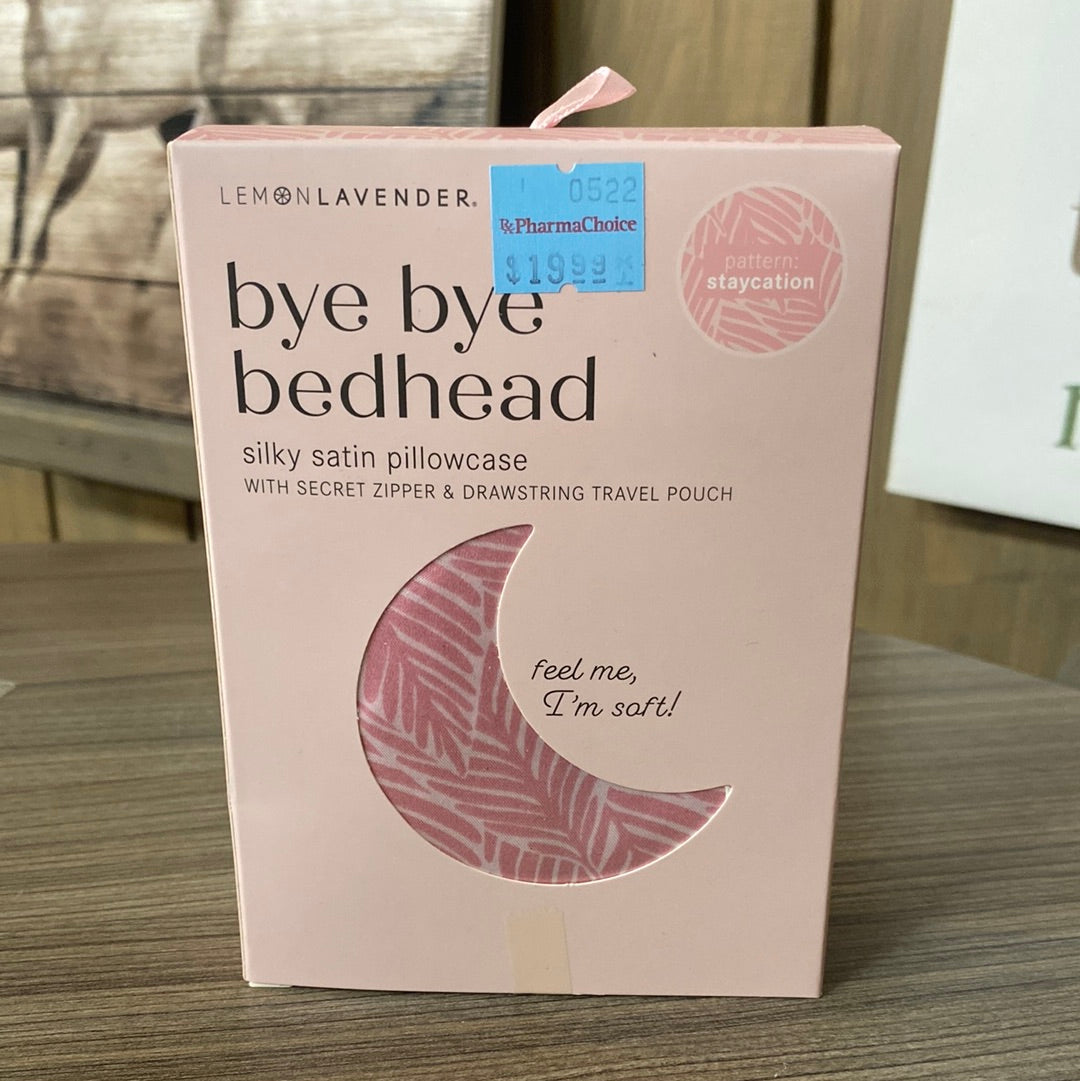 LEMONLAVENDER®
0522
RxPharmaChoice
$19.99
pattern:
staycation
bye bye
bedhead
silky satin pillowcase
WITH SECRET ZIPPER & DRAWSTRING TRAVEL POUCH
feel me,
I'm soft!